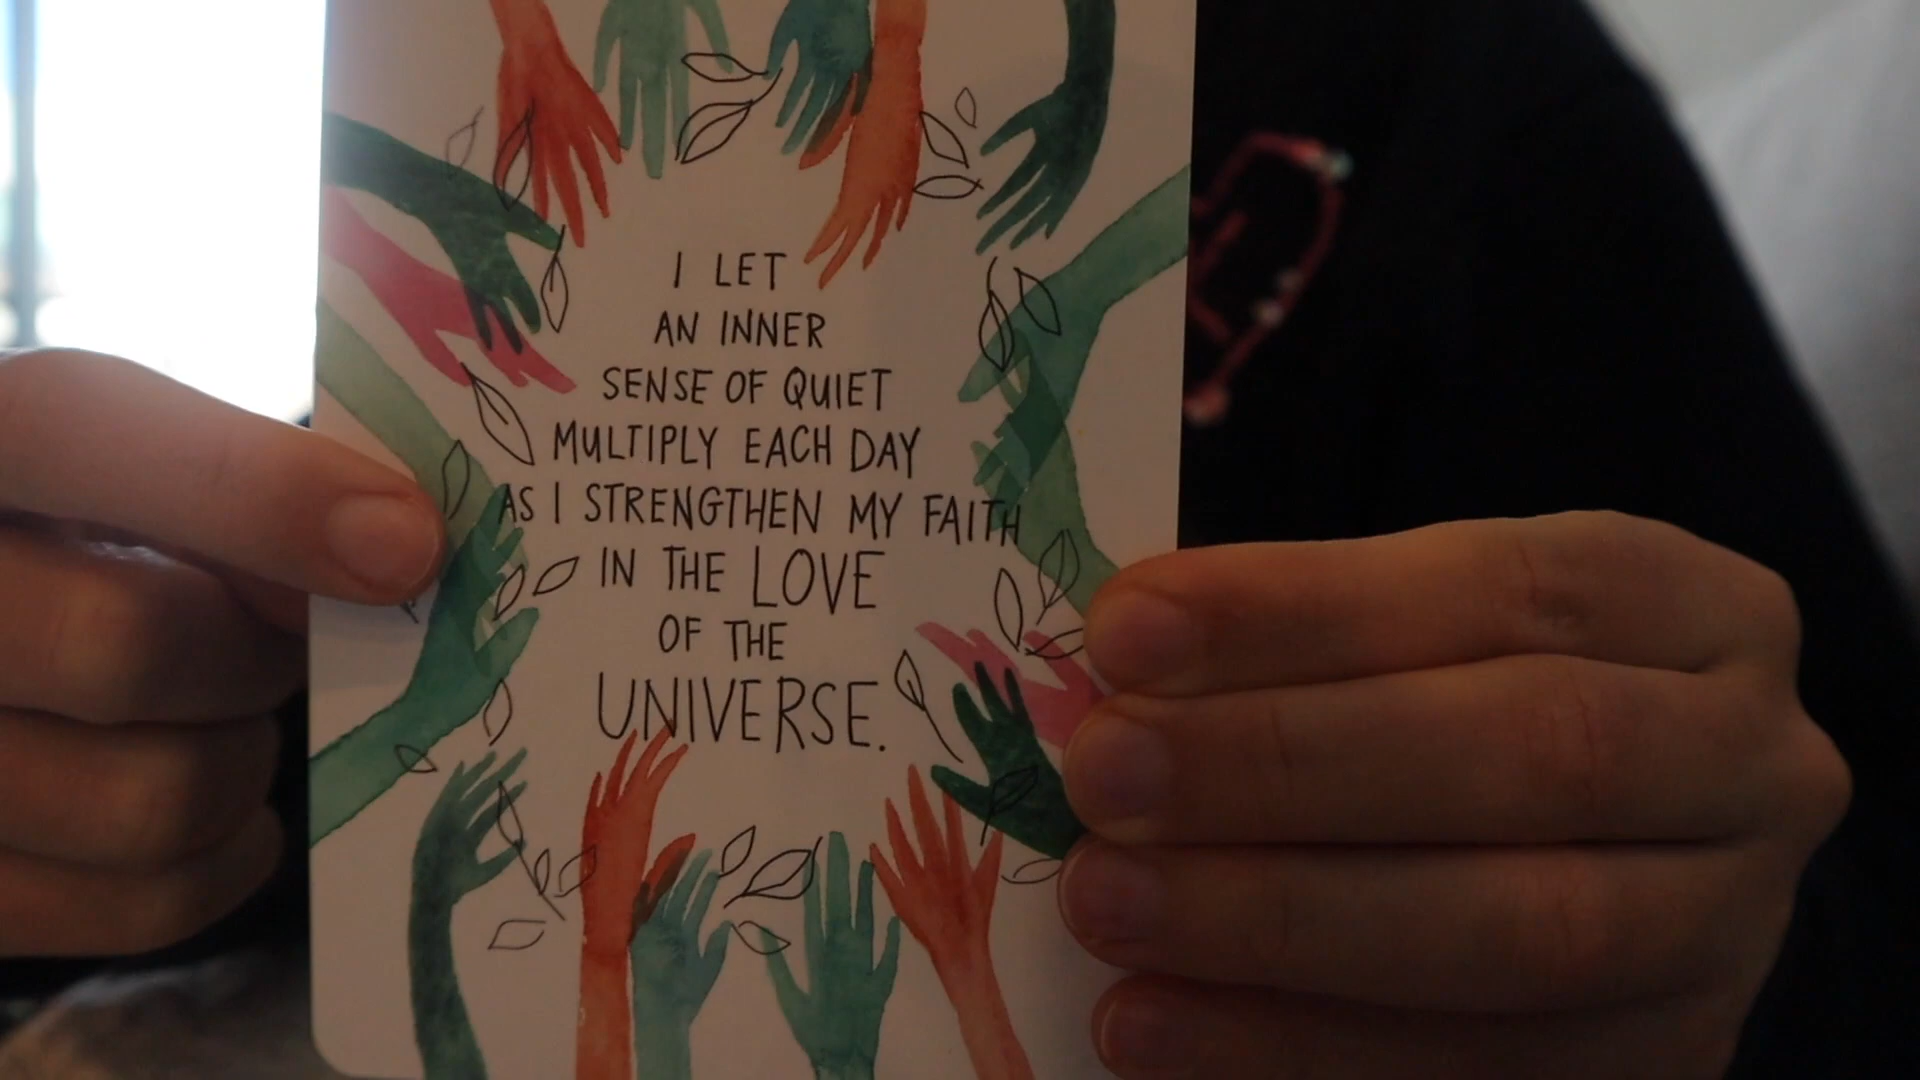 I LET
AN INNER
SENSE OF QUIET
MULTIPLY EACH DAY
AS I STRENGTHEN MY FAITH
IN THE LOVE
OF THE
UNIVERSE.